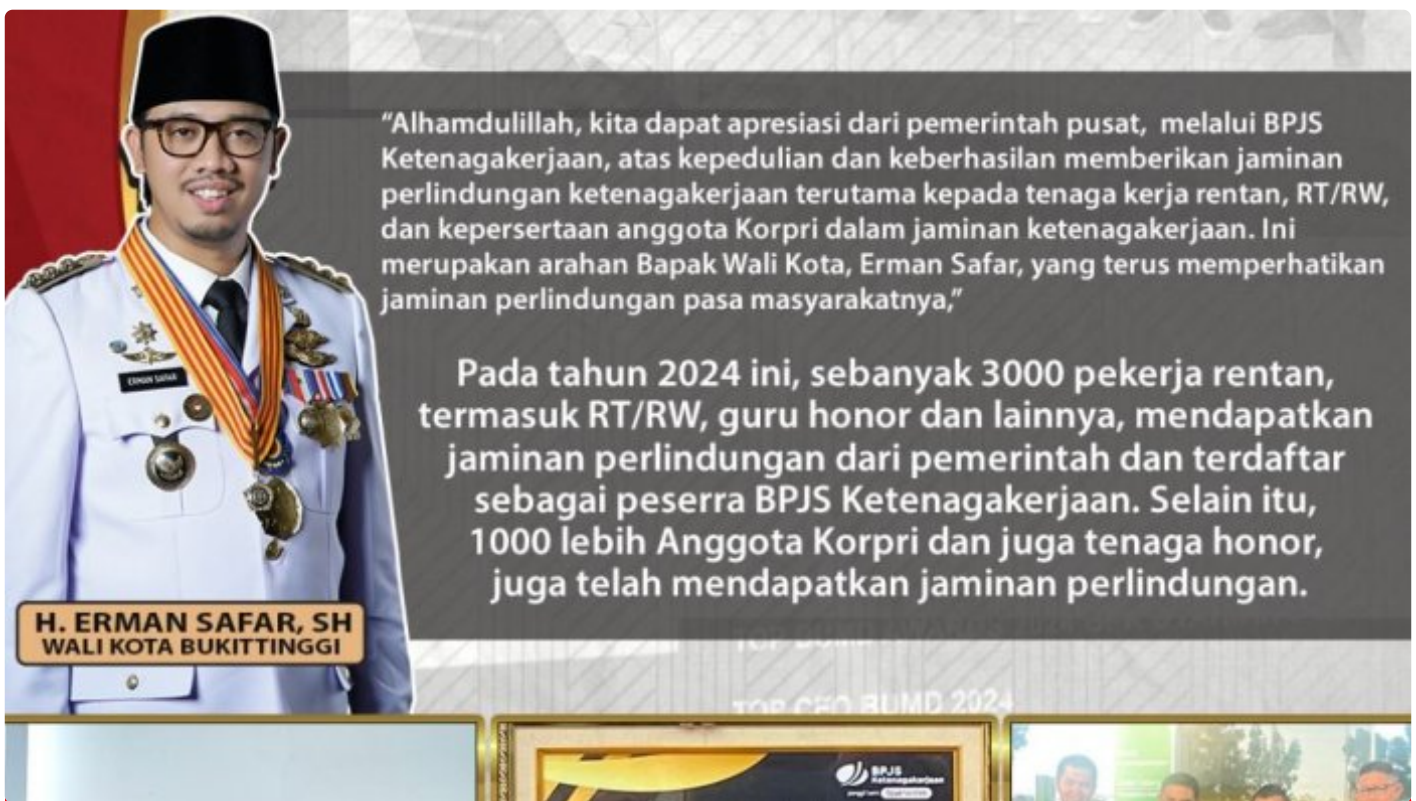 “Alhamdulillah, kita dapat apresiasi dari pemerintah pusat, melalui BPJS
Ketenagakerjaan, atas kepedulian dan keberhasilan memberikan jaminan
perlindungan ketenagakerjaan terutama kepada tenaga kerja rentan, RT/RW,
dan kepersertaan anggota Korpri dalam jaminan ketenagakerjaan. Ini
merupakan arahan Bapak Wali Kota, Erman Safar, yang terus memperhatikan
jaminan perlindungan pasa masyarakatnya,”
Pada tahun 2024 ini, sebanyak 3000 pekerja rentan,
termasuk RT/RW, guru honor dan lainnya, mendapatkan
jaminan perlindungan dari pemerintah dan terdaftar
sebagai peserra BPJS Ketenagakerjaan. Selain itu,
1000 lebih Anggota Korpri dan juga tenaga honor,
juga telah mendapatkan jaminan perlindungan.
ERMAN SAFAR
H. ERMAN SAFAR, SH
WALI KOTA BUKITTINGGI
TOP CEO BUMD 2024
BPJS
Ketenagakerjaan